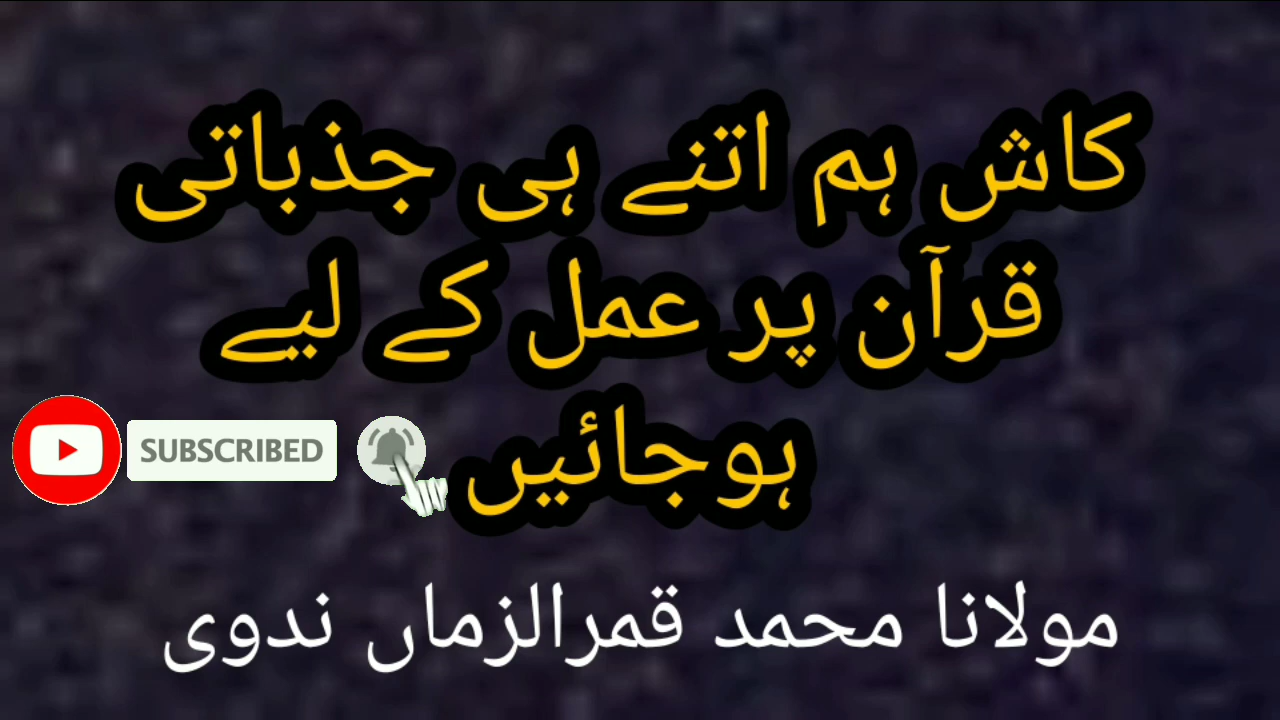 کاش ہم اتنے ہی جذباتی
قرآن پر عمل کے لیے
ہوجائیں
SUBSCRIBED
مولانا محمد قمرالزماں ندوی